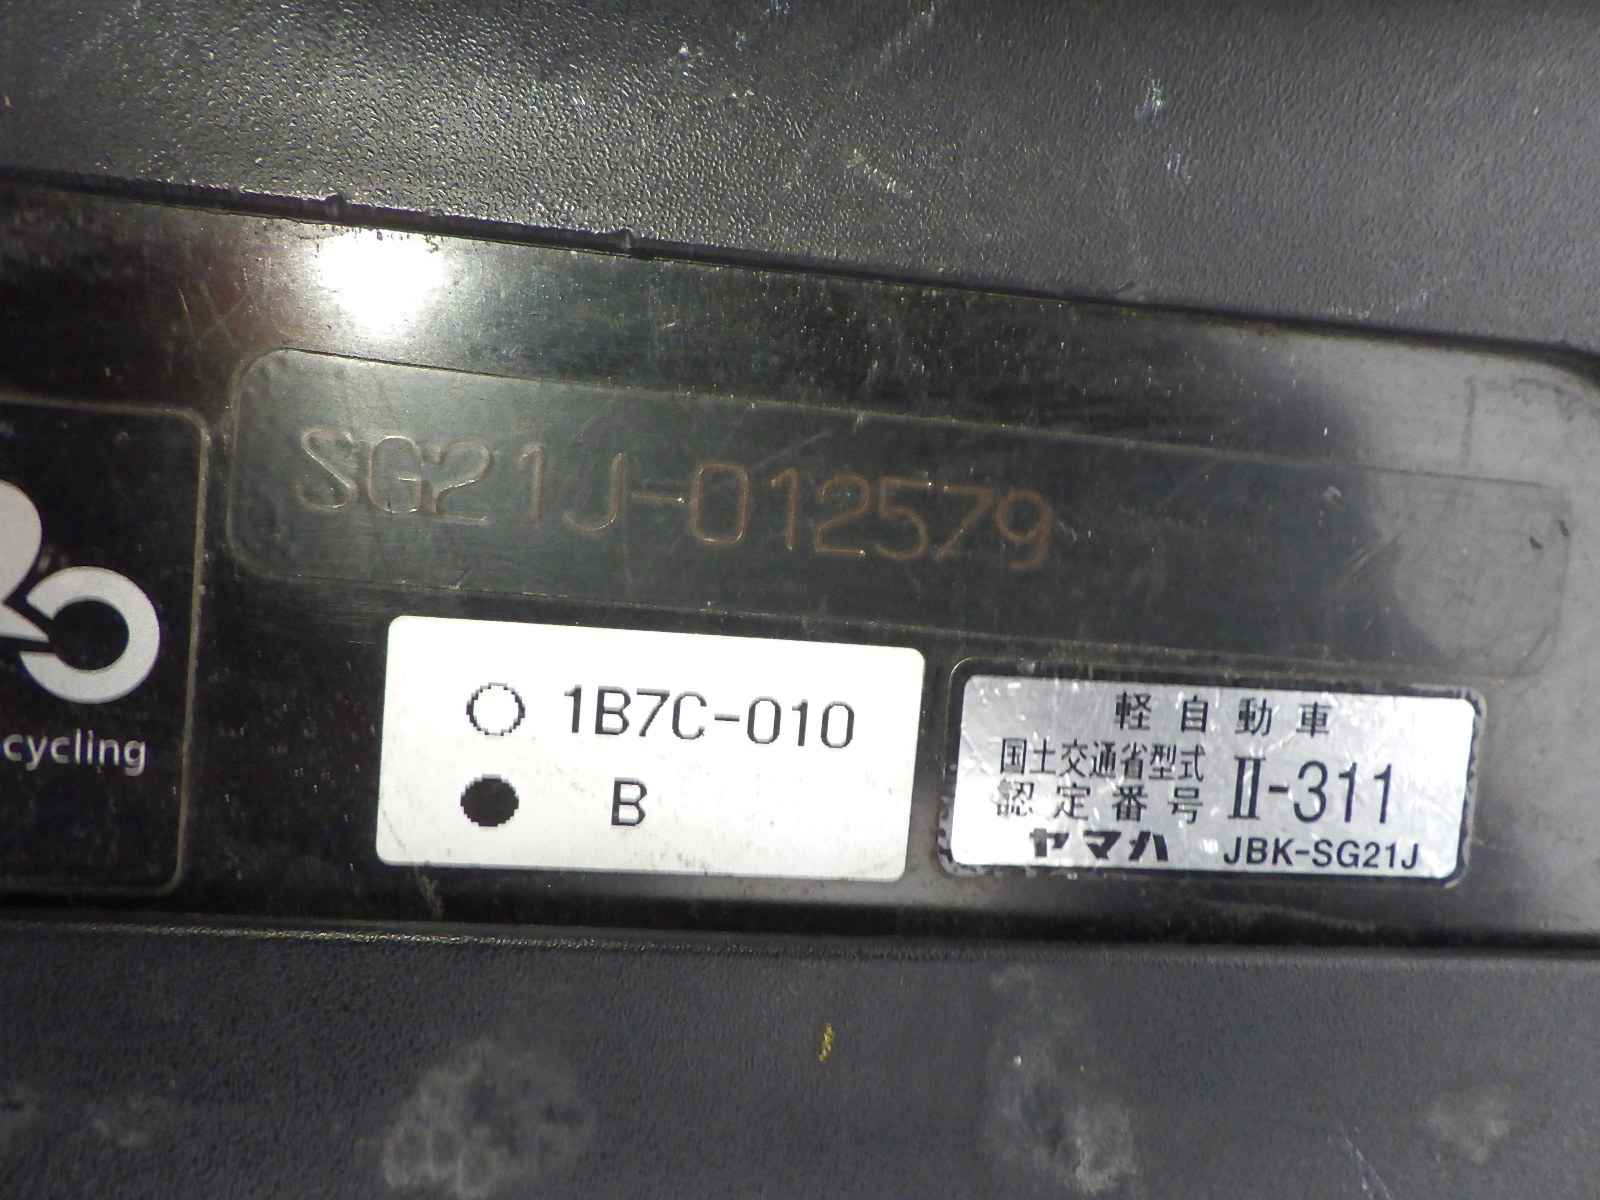 SG21J-012579
cycling
○ 1B7C-010
● B
軽自動車
国土交通省型式
認定番号 II-311
ヤマハ JBK-SG21J